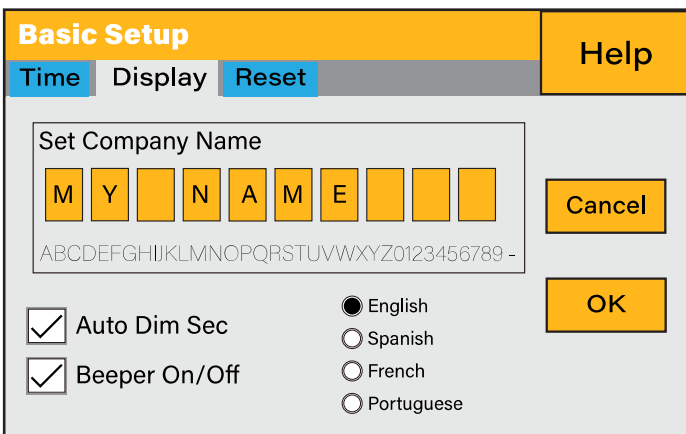 Basic Setup
Help
Time Display Reset
Set Company Name
M Y N A M E
ABCDEFGHIJKLMNOPQRSTUVWXYZ0123456789 -
Cancel
OK
Auto Dim Sec
Beeper On/Off
English
Spanish
French
Portuguese